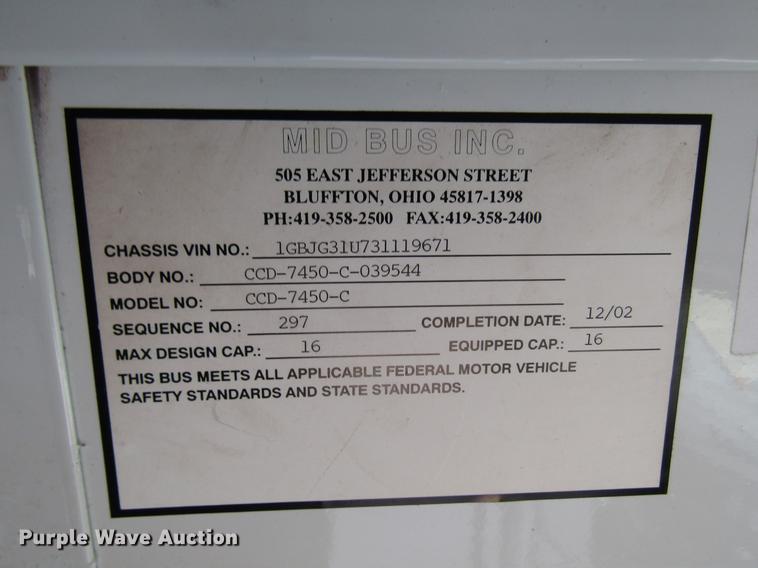 MID BUS INC.
505 EAST JEFFERSON STREET
BLUFFTON, OHIO 45817-1398
PH:419-358-2500 FAX:419-358-2400
CHASSIS VIN NO.: 1GBJG31U731119671
BODY NO.: CCD-7450-C-039544
MODEL NO: CCD-7450-C
SEQUENCE NO.: 297 COMPLETION DATE: 12/02
MAX DESIGN CAP.: 16 EQUIPPED CAP.: 16
THIS BUS MEETS ALL APPLICABLE FEDERAL MOTOR VEHICLE
SAFETY STANDARDS AND STATE STANDARDS.
Purple Wave Auction